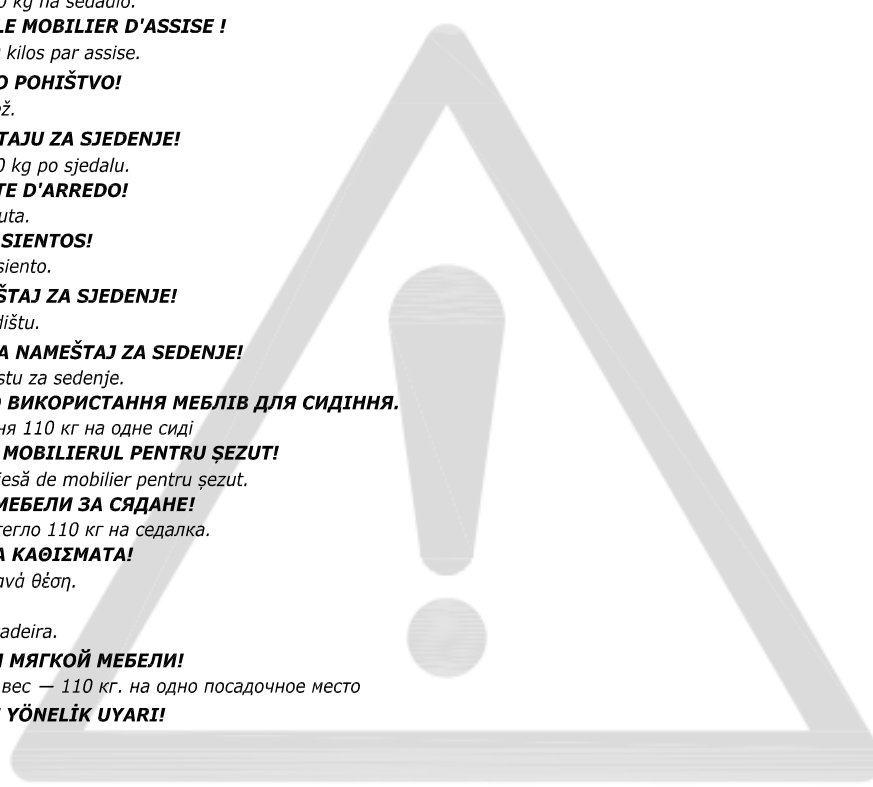 kg na sedadlo.
LE MOBILIER D'ASSISE !
kilos par assise.
O POHIŠTVO!
ež.
TAJU ZA SJEDENJE!
0 kg po sjedalu.
TE D'ARREDO!
uta.
SIENTOS!
siento.
ŠTAJ ZA SJEDENJE!
dištu.
A NAMEŠTAJ ZA SEDENJE!
stu za sedenje.
О ВИКОРИСТАННЯ МЕБЛІВ ДЛЯ СИДІННЯ.
ня 110 кг на одне сиді
MOBILIERUL PENTRU ȘEZUT!
esă de mobilier pentru șezut.
МЕБЕЛИ ЗА СЯДАНЕ!
егло 110 кг на седалка.
Α ΚΑΘΙΣΜΑΤΑ!
ανά θέση.
adeira.
И МЯГКОЙ МЕБЕЛИ!
вес — 110 кг. на одно посадочное место
YÖNELİK UYARI!